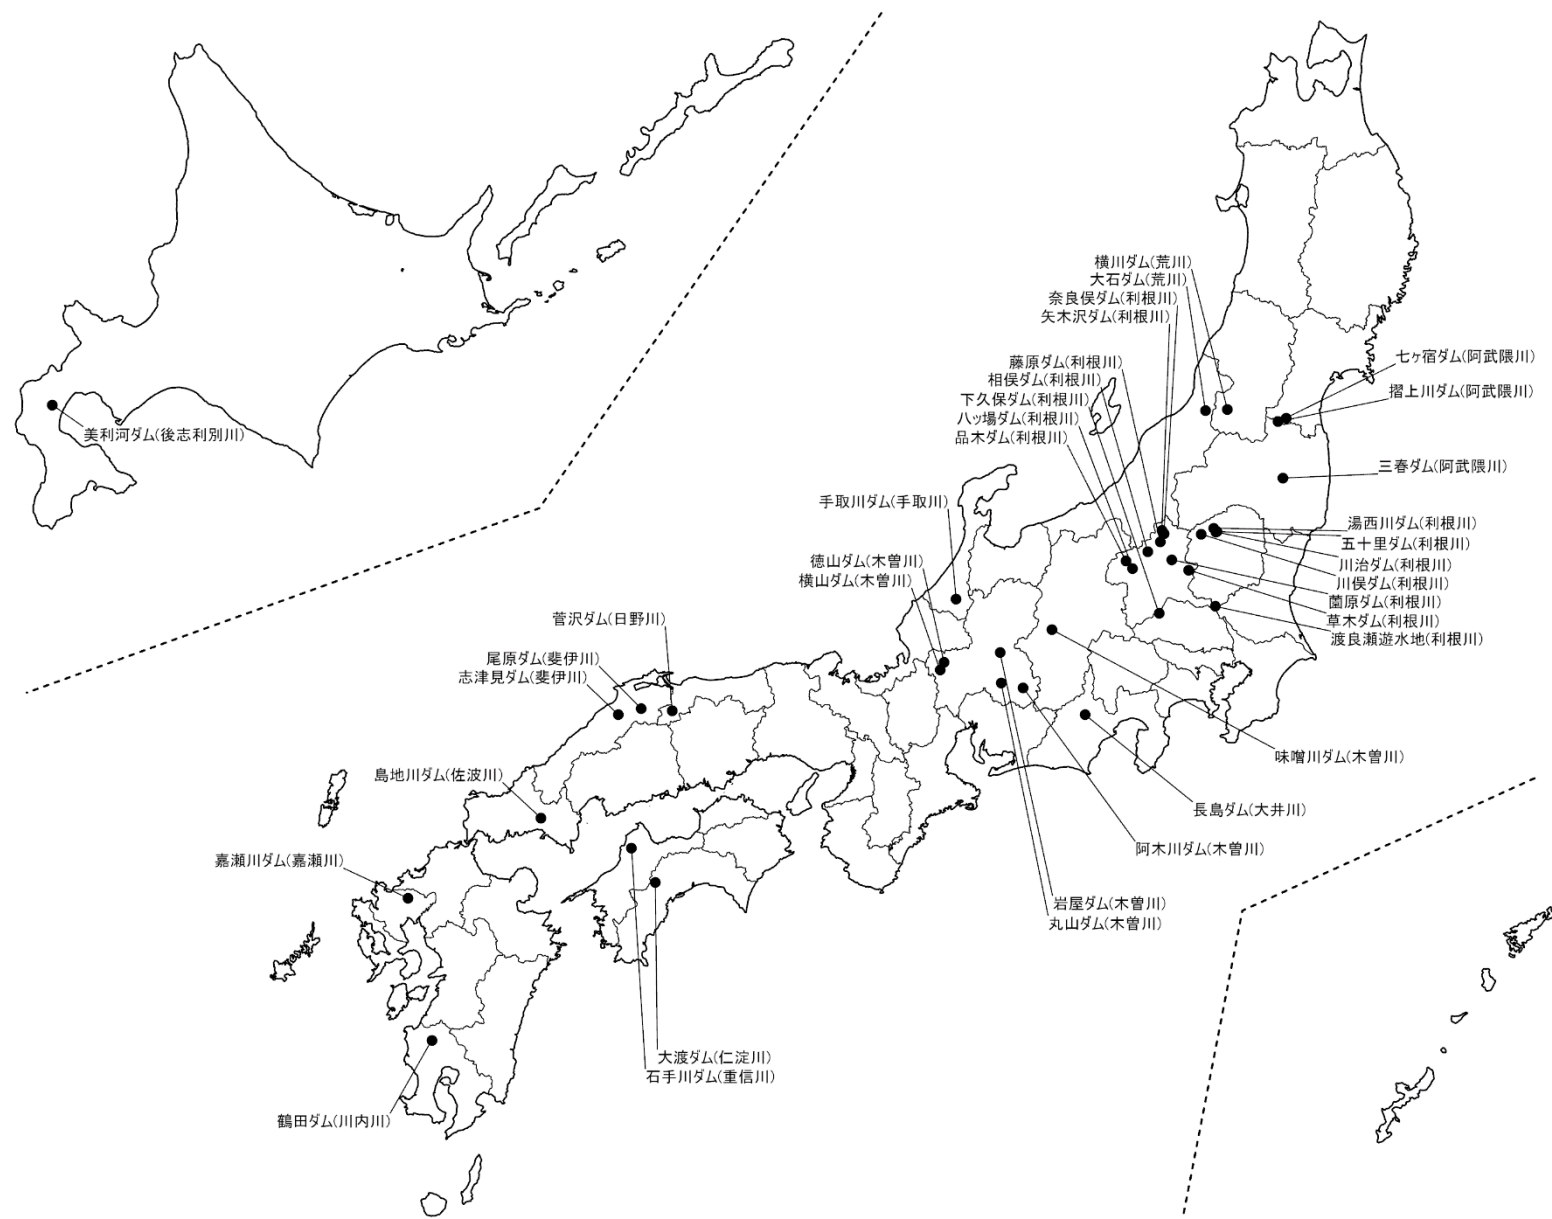 横川ダム(荒川)
大石ダム(荒川)
奈良俣ダム(利根川)
矢木沢ダム(利根川)
藤原ダム(利根川)
相俣ダム(利根川)
下久保ダム(利根川)
八ッ場ダム(利根川)
品木ダム(利根川)
七ヶ宿ダム(阿武隈川)
摺上川ダム(阿武隈川)
三春ダム(阿武隈川)
美利河ダム(後志利別川)
手取川ダム(手取川)
徳山ダム(木曽川)
横山ダム(木曽川)
湯西川ダム(利根川)
五十里ダム(利根川)
川治ダム(利根川)
川俣ダム(利根川)
薗原ダム(利根川)
草木ダム(利根川)
渡良瀬遊水地(利根川)
菅沢ダム(日野川)
尾原ダム(斐伊川)
志津見ダム(斐伊川)
島地川ダム(佐波川)
嘉瀬川ダム(嘉瀬川)
味噌川ダム(木曽川)
長島ダム(大井川)
阿木川ダム(木曽川)
岩屋ダム(木曽川)
丸山ダム(木曽川)
大渡ダム(仁淀川)
石手川ダム(重信川)
鶴田ダム(川内川)